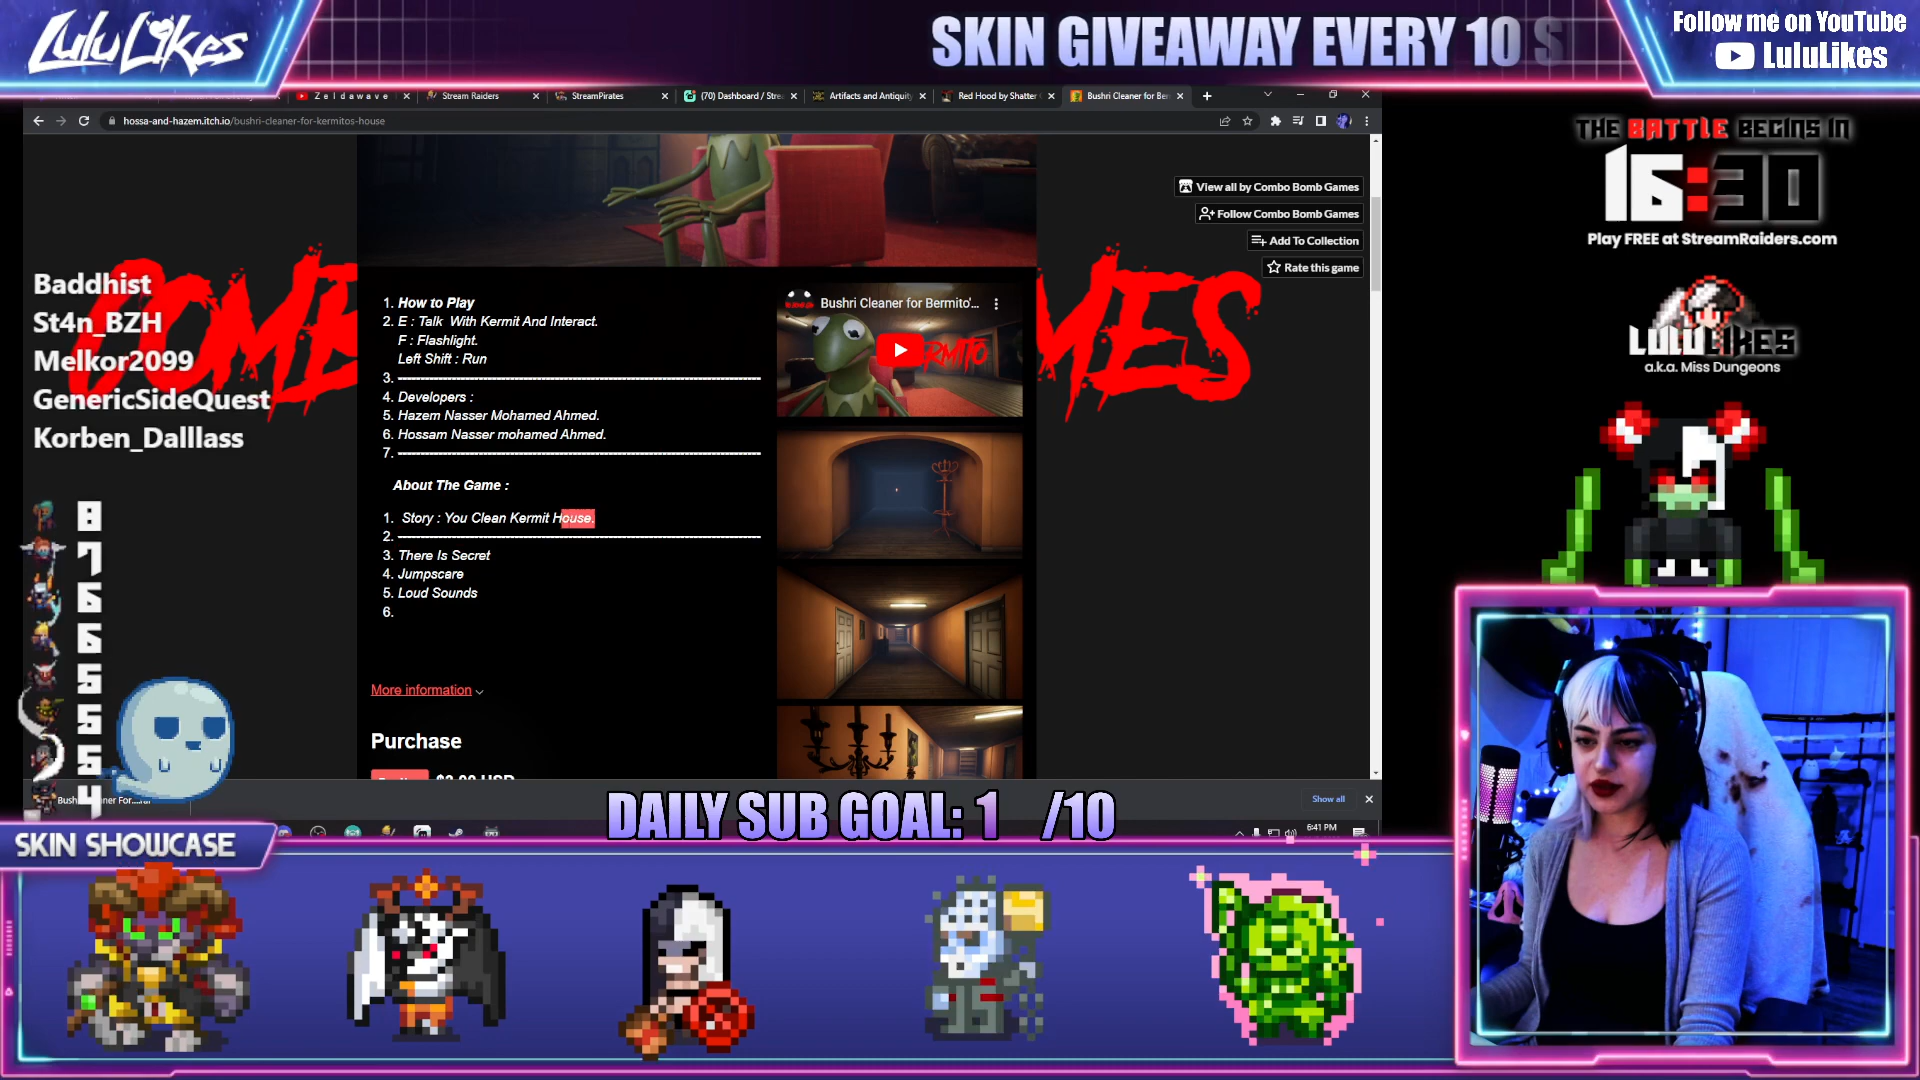 LuluLikes
SKIN GIVEAWAY EVERY 10 S
Follow me on YouTube
LuluLikes
Zeldawave
Stream Raiders
StreamPirates
(70) Dashboard / Stre
Artifacts and Antiquity
Red Hood by Shatter
Bushri Cleaner for Ber
hossa-and-hazem.itch.io/bushri-cleaner-for-kermitos-house
View all by Combo Bomb Games
Follow Combo Bomb Games
Add To Collection
Rate this game
THE BATTLE BEGINS IN
16:30
Play FREE at StreamRaiders.com
LULULIKES
a.k.a. Miss Dungeons
Baddhist
St4n_BZH
Melkor2099
GenericSideQuest
Korben_Dalllass
COMB
MES
1. How to Play
2. E : Talk With Kermit And Interact.
F : Flashlight.
Left Shift : Run
3. ------------------------------------------------------------
4. Developers :
5. Hazem Nasser Mohamed Ahmed.
6. Hossam Nasser mohamed Ahmed.
7. ------------------------------------------------------------
About The Game :
1. Story : You Clean Kermit House.
2. ------------------------------------------------------------
3. There Is Secret
4. Jumpscare
5. Loud Sounds
6.
Bushri Cleaner for Bermito'...
ERMITO
More information
Purchase
8
7
6
6
5
5
5
4
Show all
6:41 PM
DAILY SUB GOAL: 1 /10
SKIN SHOWCASE